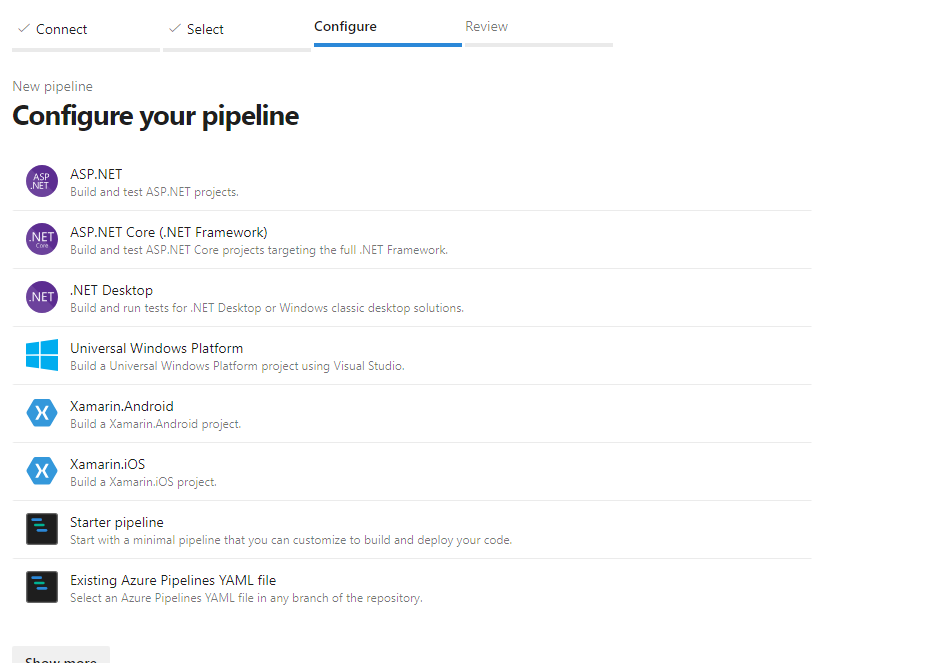 Connect
Select
Configure
Review
New pipeline
Configure your pipeline
ASP
.NET
ASP.NET
Build and test ASP.NET projects.
.NET
Core
ASP.NET Core (.NET Framework)
Build and test ASP.NET Core projects targeting the full .NET Framework.
.NET
.NET Desktop
Build and run tests for .NET Desktop or Windows classic desktop solutions.
Universal Windows Platform
Build a Universal Windows Platform project using Visual Studio.
Xamarin.Android
Build a Xamarin.Android project.
Xamarin.iOS
Build a Xamarin.iOS project.
Starter pipeline
Start with a minimal pipeline that you can customize to build and deploy your code.
Existing Azure Pipelines YAML file
Select an Azure Pipelines YAML file in any branch of the repository.
Show more